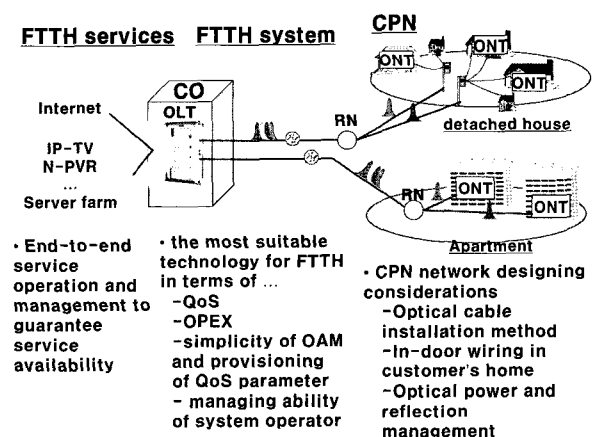 FTTH services
FTTH system
CPN
CO
OLT
Internet
IP-TV
N-PVR
...
Server farm
RN
ONT
ONT
ONT
detached house
RN
ONT
ONT
Apartment
· End-to-end
service
operation and
management to
guarantee
service
availability
· the most suitable
technology for FTTH
in terms of ...
-QoS
-OPEX
-simplicity of OAM
and provisioning
of QoS parameter
- managing ability
of system operator
· CPN network designing
considerations
-Optical cable
installation method
-In-door wiring in
customer's home
-Optical power and
reflection
management